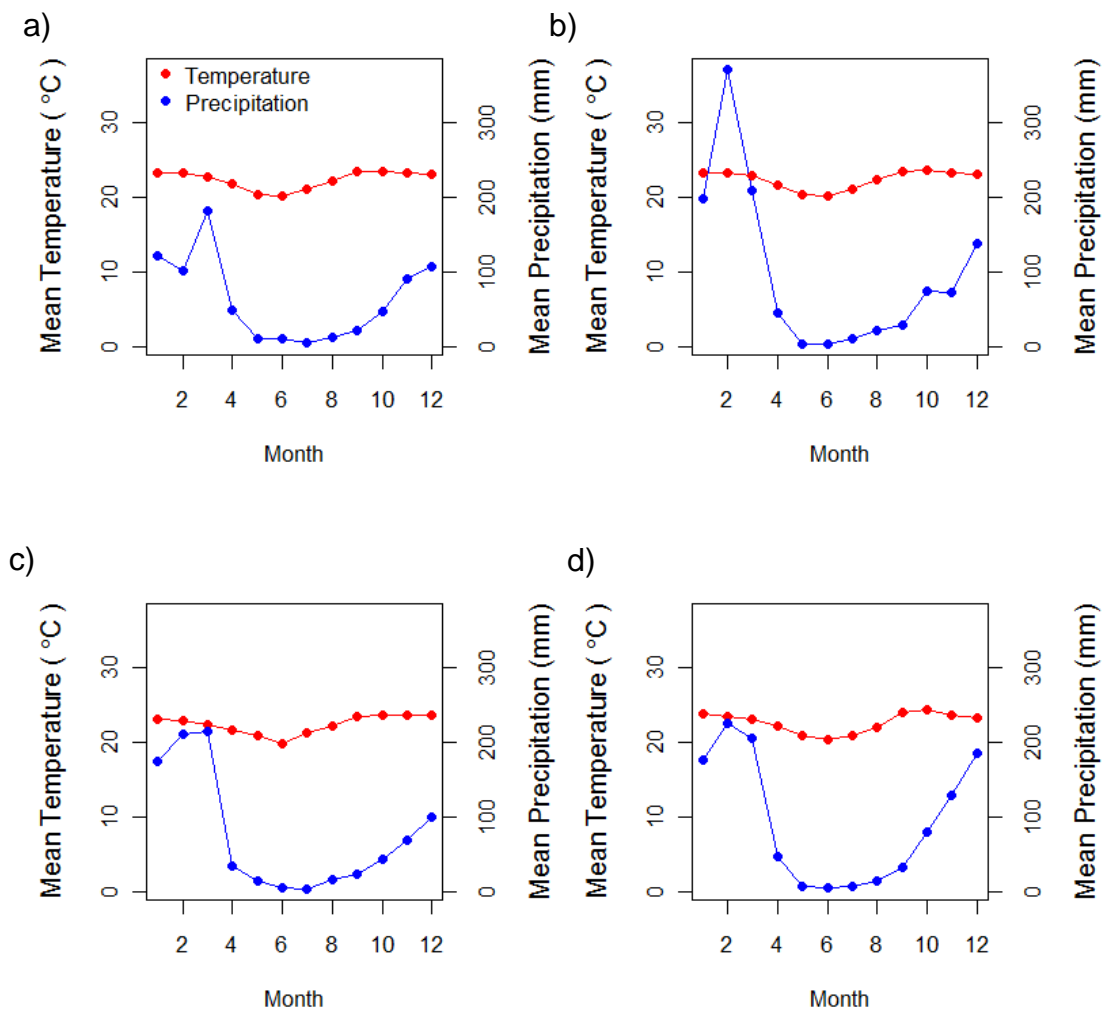 a)
Mean Temperature ( °C )
Temperature
Precipitation
0 10 20 30
0 100 200 300
Mean Precipitation (mm)
2 4 6 8 10 12
Month
b)
Mean Temperature ( °C )
0 10 20 30
0 100 200 300
Mean Precipitation (mm)
2 4 6 8 10 12
Month
c)
Mean Temperature ( °C )
0 10 20 30
0 100 200 300
Mean Precipitation (mm)
2 4 6 8 10 12
Month
d)
Mean Temperature ( °C )
0 10 20 30
0 100 200 300
Mean Precipitation (mm)
2 4 6 8 10 12
Month